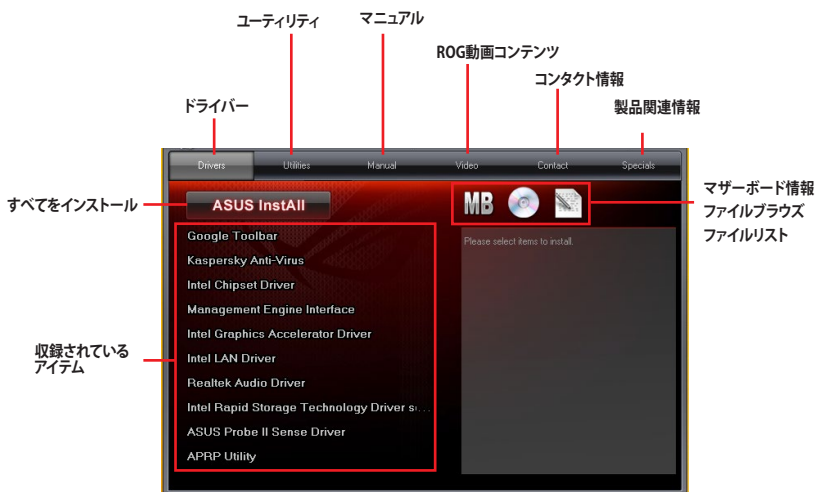 ユーティリティ
マニュアル
ROG動画コンテンツ
コンタクト情報
ドライバー
製品関連情報
Drivers
Utilities
Manual
Video
Contact
Specials
すべてをインストール
ASUS InstAll
MB
マザーボード情報
ファイルブラウズ
ファイルリスト
Google Toolbar
Please select items to install.
Kaspersky Anti-Virus
Intel Chipset Driver
Management Engine Interface
Intel Graphics Accelerator Driver
収録されている
アイテム
Intel LAN Driver
Realtek Audio Driver
Intel Rapid Storage Technology Driver s...
ASUS Probe II Sense Driver
APRP Utility